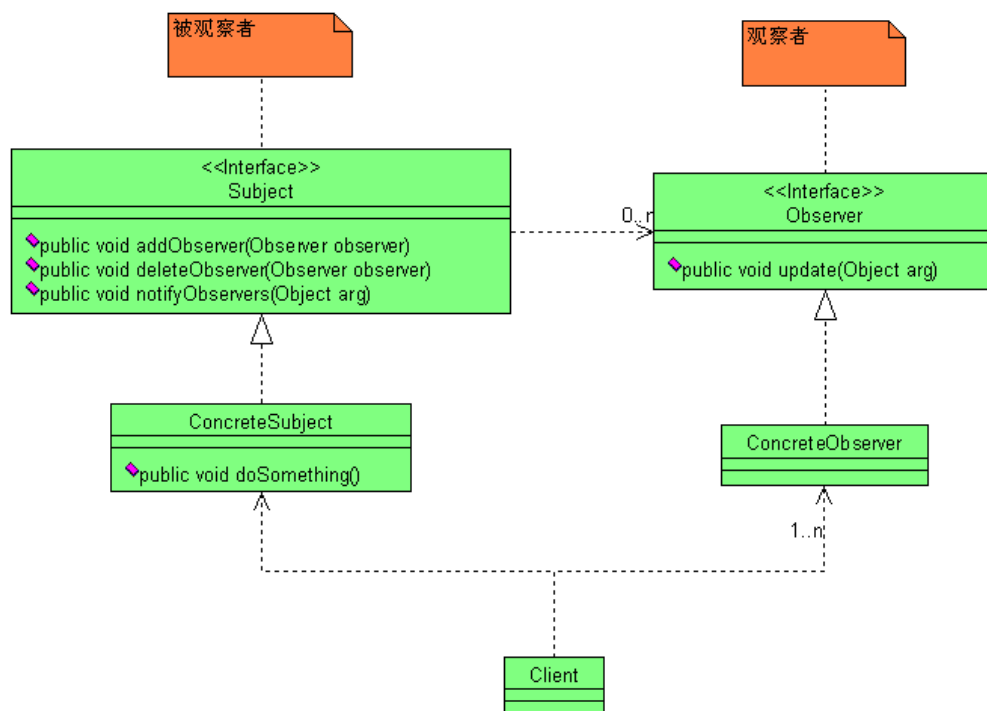 被观察者
观察者
<<Interface>>
Subject
public void addObserver(Observer observer)
public void deleteObserver(Observer observer)
public void notifyObservers(Object arg)
0..n
<<Interface>>
Observer
public void update(Object arg)
ConcreteSubject
public void doSomething()
ConcreteObserver
1..n
Client